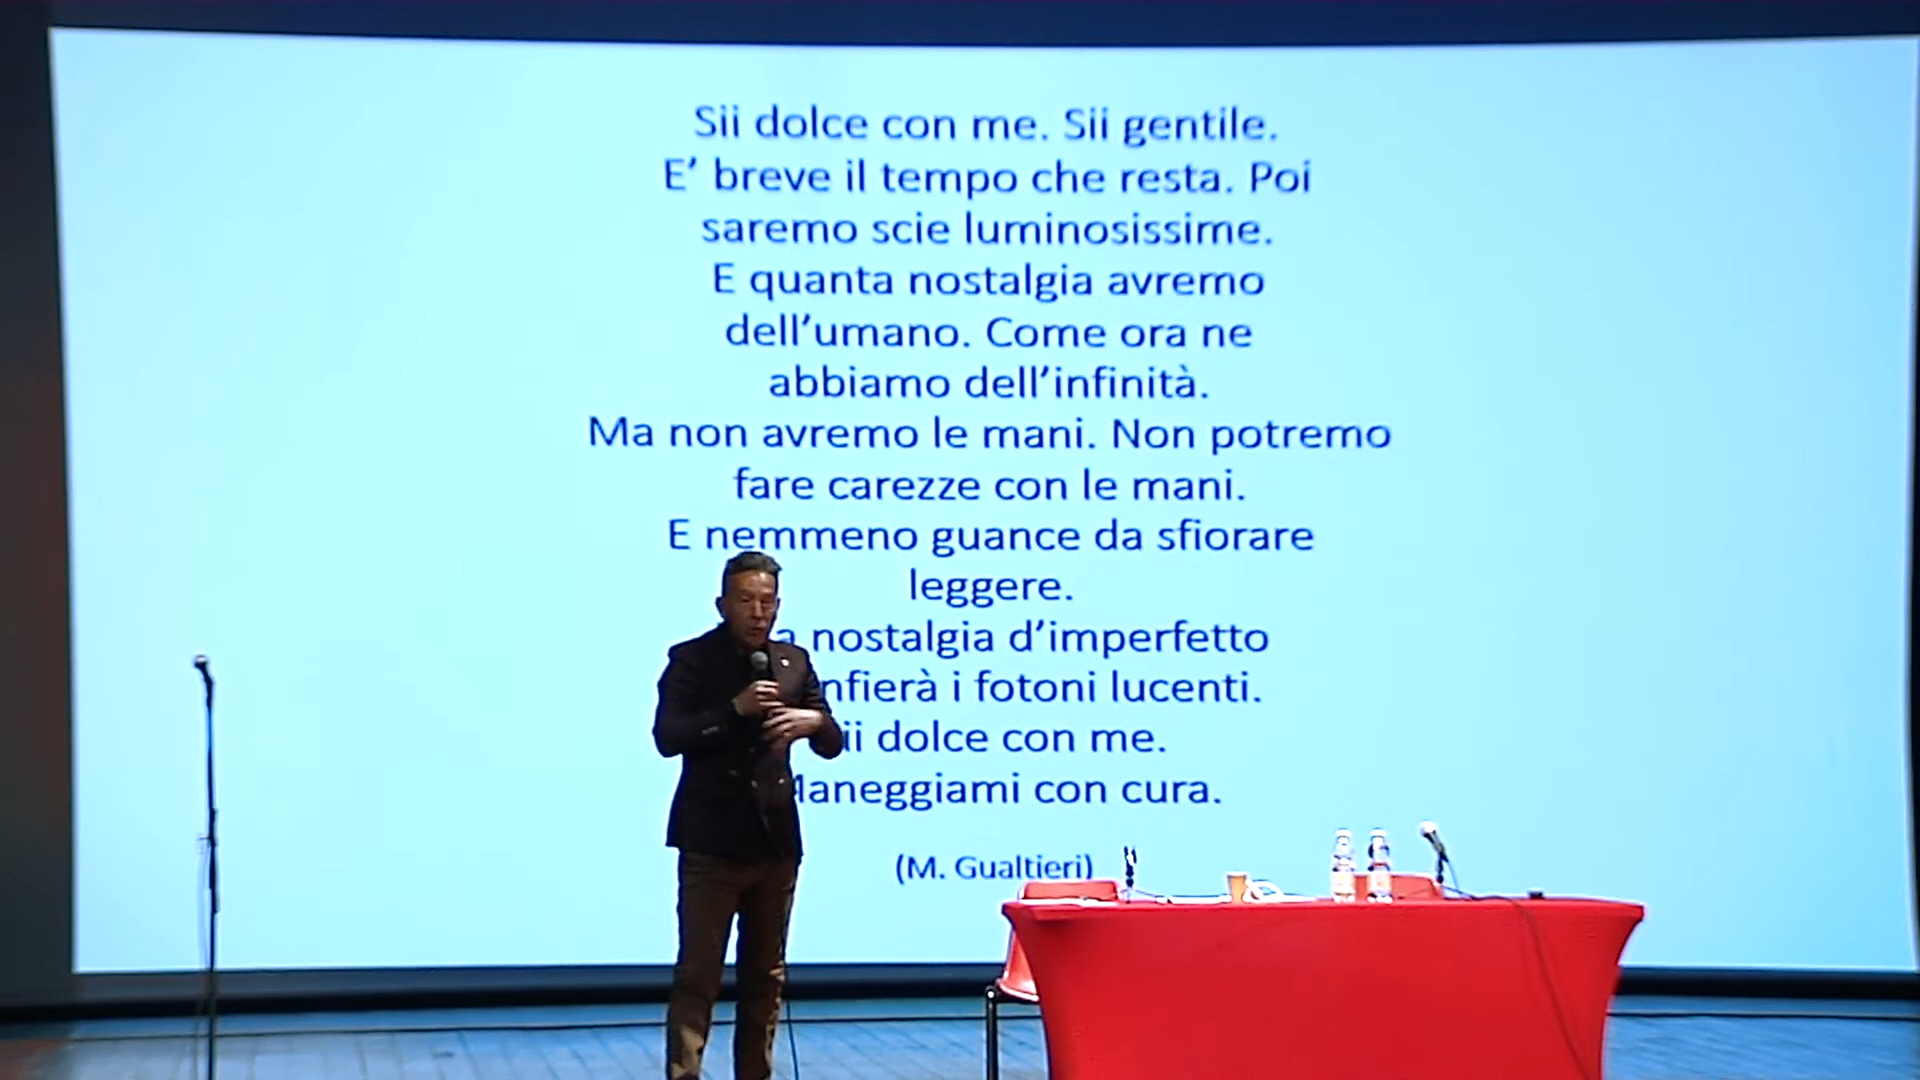 Sii dolce con me. Sii gentile.
E’ breve il tempo che resta. Poi
saremo scie luminosissime.
E quanta nostalgia avremo
dell’umano. Come ora ne
abbiamo dell’infinità.
Ma non avremo le mani. Non potremo
fare carezze con le mani.
E nemmeno guance da sfiorare
leggere.
nostalgia d’imperfetto
i fotoni lucenti.
dolce con me.
con cura.
(M. Gualtieri)